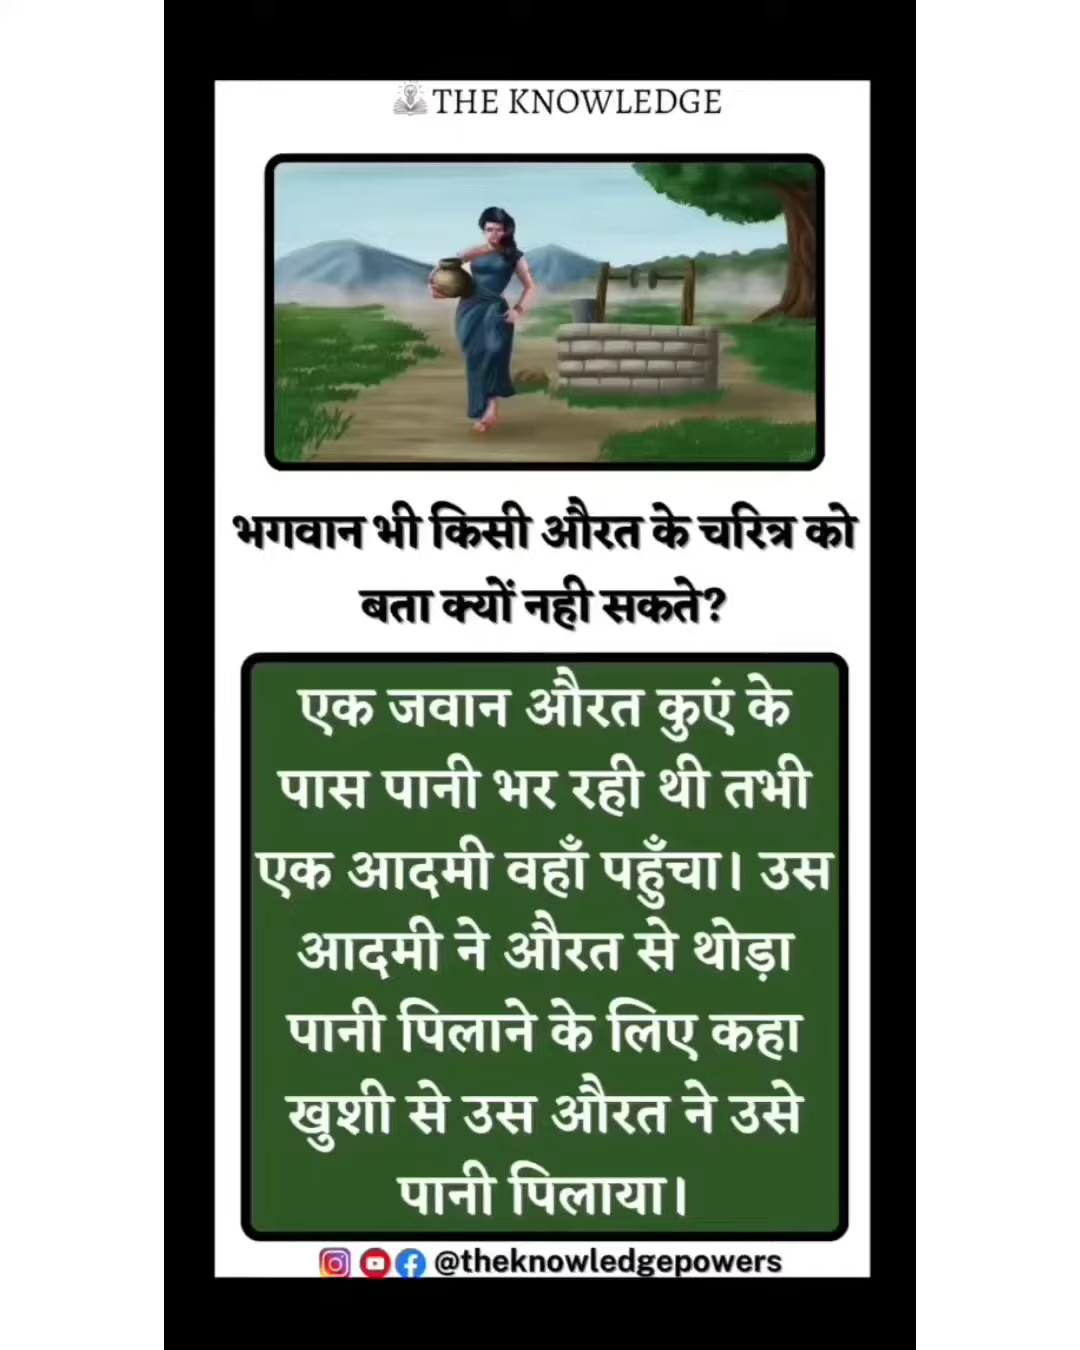 THE KNOWLEDGE
भगवान भी किसी औरत के चरित्र को
बता क्यों नही सकते?
एक जवान औरत कुएं के
पास पानी भर रही थी तभी
एक आदमी वहाँ पहुँचा। उस
आदमी ने औरत से थोड़ा
पानी पिलाने के लिए कहा
खुशी से उस औरत ने उसे
पानी पिलाया।
@theknowledgepowers